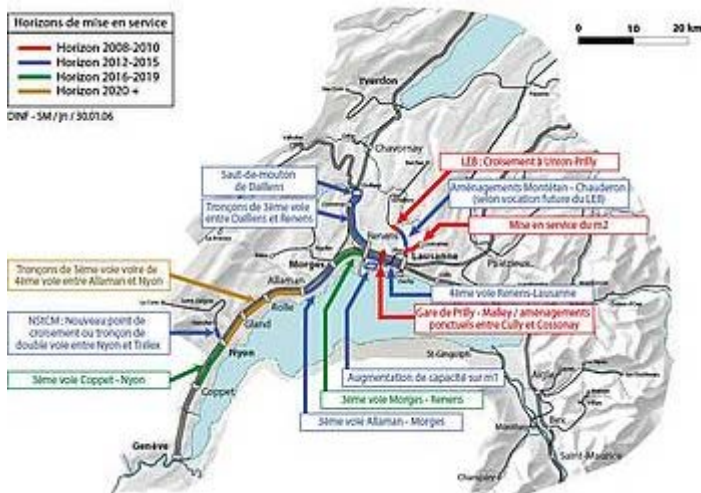 Horizons de mise en service
Horizon 2008-2010
Horizon 2012-2015
Horizon 2016-2019
Horizon 2020 +
DINF - SM / jn / 30.01.06
0 10 20 km
Yverdon
Chavornay
Saut-de-mouton
de Daillens
LEB : Croisement à Union-Prilly
Tronçons de 3ème voie
entre Daillens et Renens
Aménagements Montétan - Chauderon
(selon vocation future du LEB)
Mise en service du m2
Renens
Lausanne
Morges
Palézieux
Tronçons de 3ème voie voire de
4ème voie entre Allaman et Nyon
Allaman
Rolle
Gland
4ème voie Renens-Lausanne
Gare de Prilly - Malley / aménagements
ponctuels entre Cully et Cossonay
NStCM : Nouveau point de
croisement ou tronçon de
double voie entre Nyon et Trélex
Nyon
St-Gingolph
Aigle
3ème voie Coppet - Nyon
Augmentation de capacité sur m1
Coppet
3ème voie Morges - Renens
3ème voie Allaman - Morges
Bex
Monthey
Genève
Saint-Maurice
Champéry